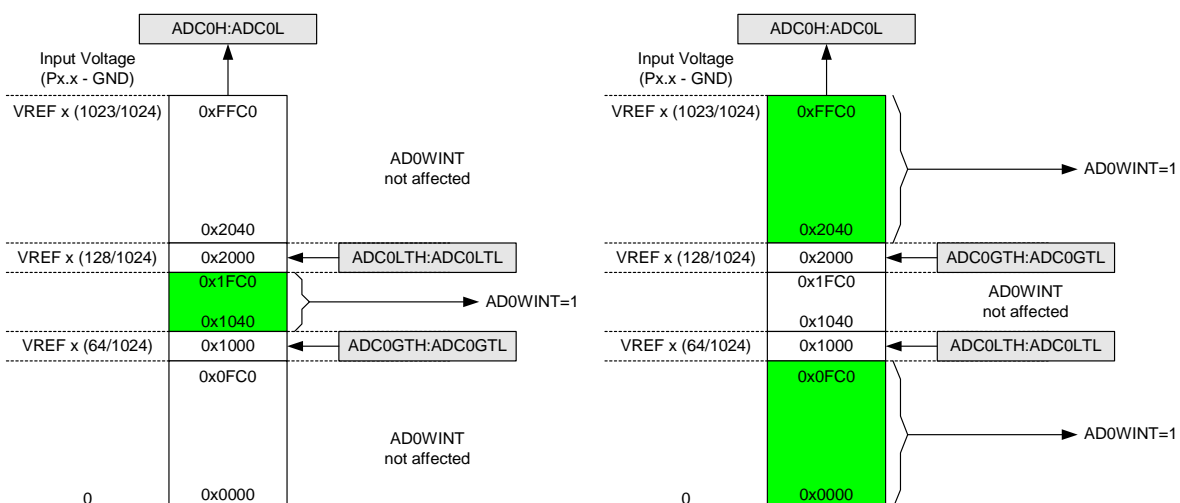 ADC0H:ADC0L
Input Voltage
(Px.x - GND)
VREF x (1023/1024)
0xFFC0
AD0WINT
not affected
0x2040
VREF x (128/1024)
0x2000
ADC0LTH:ADC0LTL
0x1FC0
AD0WINT=1
0x1040
VREF x (64/1024)
0x1000
ADC0GTH:ADC0GTL
0x0FC0
AD0WINT
not affected
0
0x0000
ADC0H:ADC0L
Input Voltage
(Px.x - GND)
VREF x (1023/1024)
0xFFC0
AD0WINT=1
0x2040
VREF x (128/1024)
0x2000
ADC0GTH:ADC0GTL
0x1FC0
AD0WINT
not affected
0x1040
VREF x (64/1024)
0x1000
ADC0LTH:ADC0LTL
0x0FC0
AD0WINT=1
0
0x0000